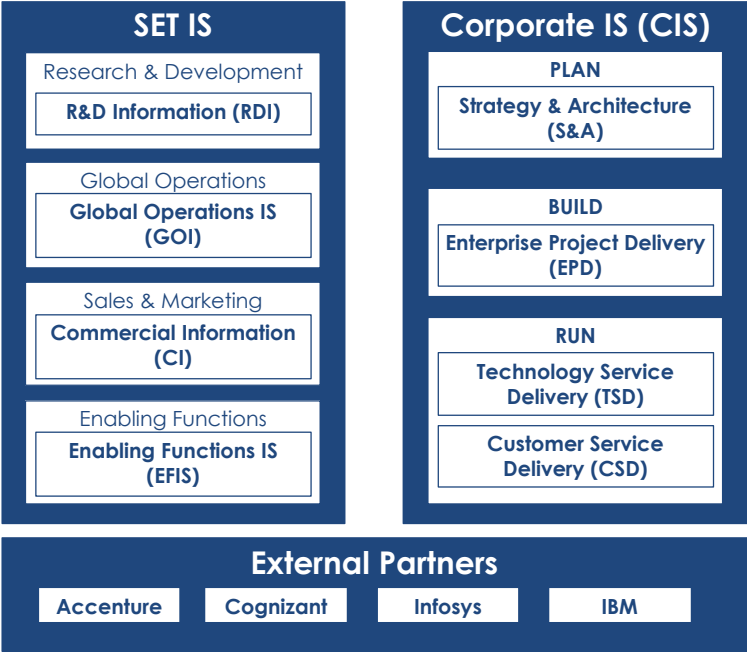 SET IS
Research & Development
R&D Information (RDI)
Global Operations
Global Operations IS
(GOI)
Sales & Marketing
Commercial Information
(CI)
Enabling Functions
Enabling Functions IS
(EFIS)
Corporate IS (CIS)
PLAN
Strategy & Architecture
(S&A)
BUILD
Enterprise Project Delivery
(EPD)
RUN
Technology Service
Delivery (TSD)
Customer Service
Delivery (CSD)
External Partners
Accenture
Cognizant
Infosys
IBM